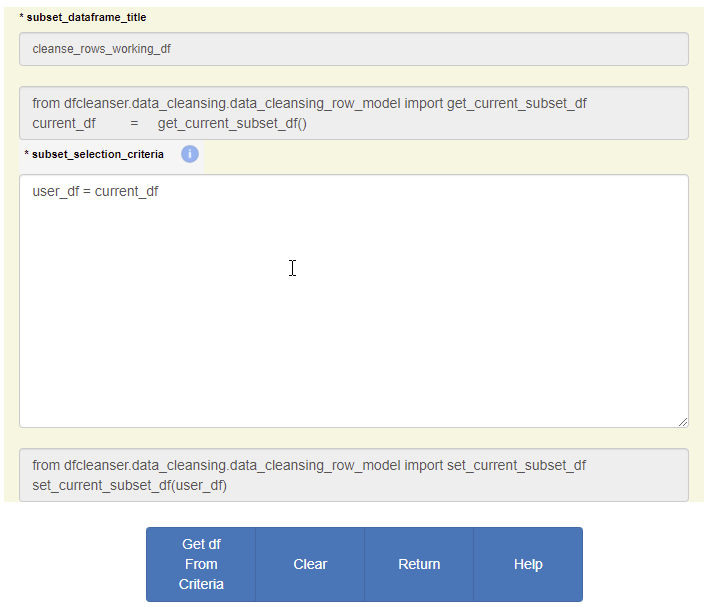 * subset_dataframe_title
cleanse_rows_working_df
from dfcleanser.data_cleansing.data_cleansing_row_model import get_current_subset_df
current_df = get_current_subset_df()
* subset_selection_criteria i
user_df = current_df
from dfcleanser.data_cleansing.data_cleansing_row_model import set_current_subset_df
set_current_subset_df(user_df)
Get df
From
Criteria
Clear
Return
Help